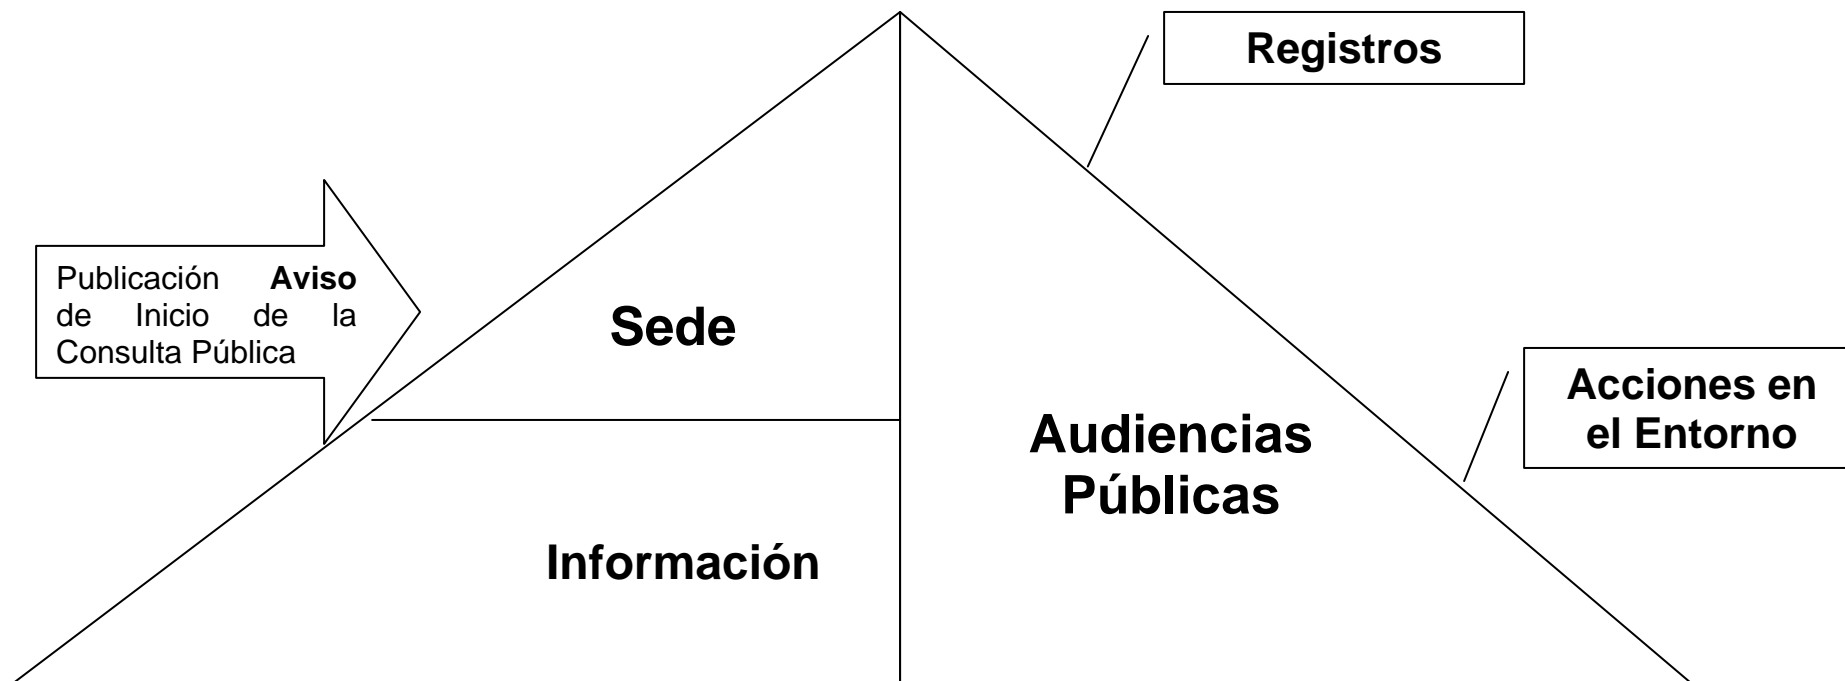 Registros
Publicación Aviso
de Inicio de la
Consulta Pública
Sede
Acciones en
el Entorno
Audiencias
Públicas
Información